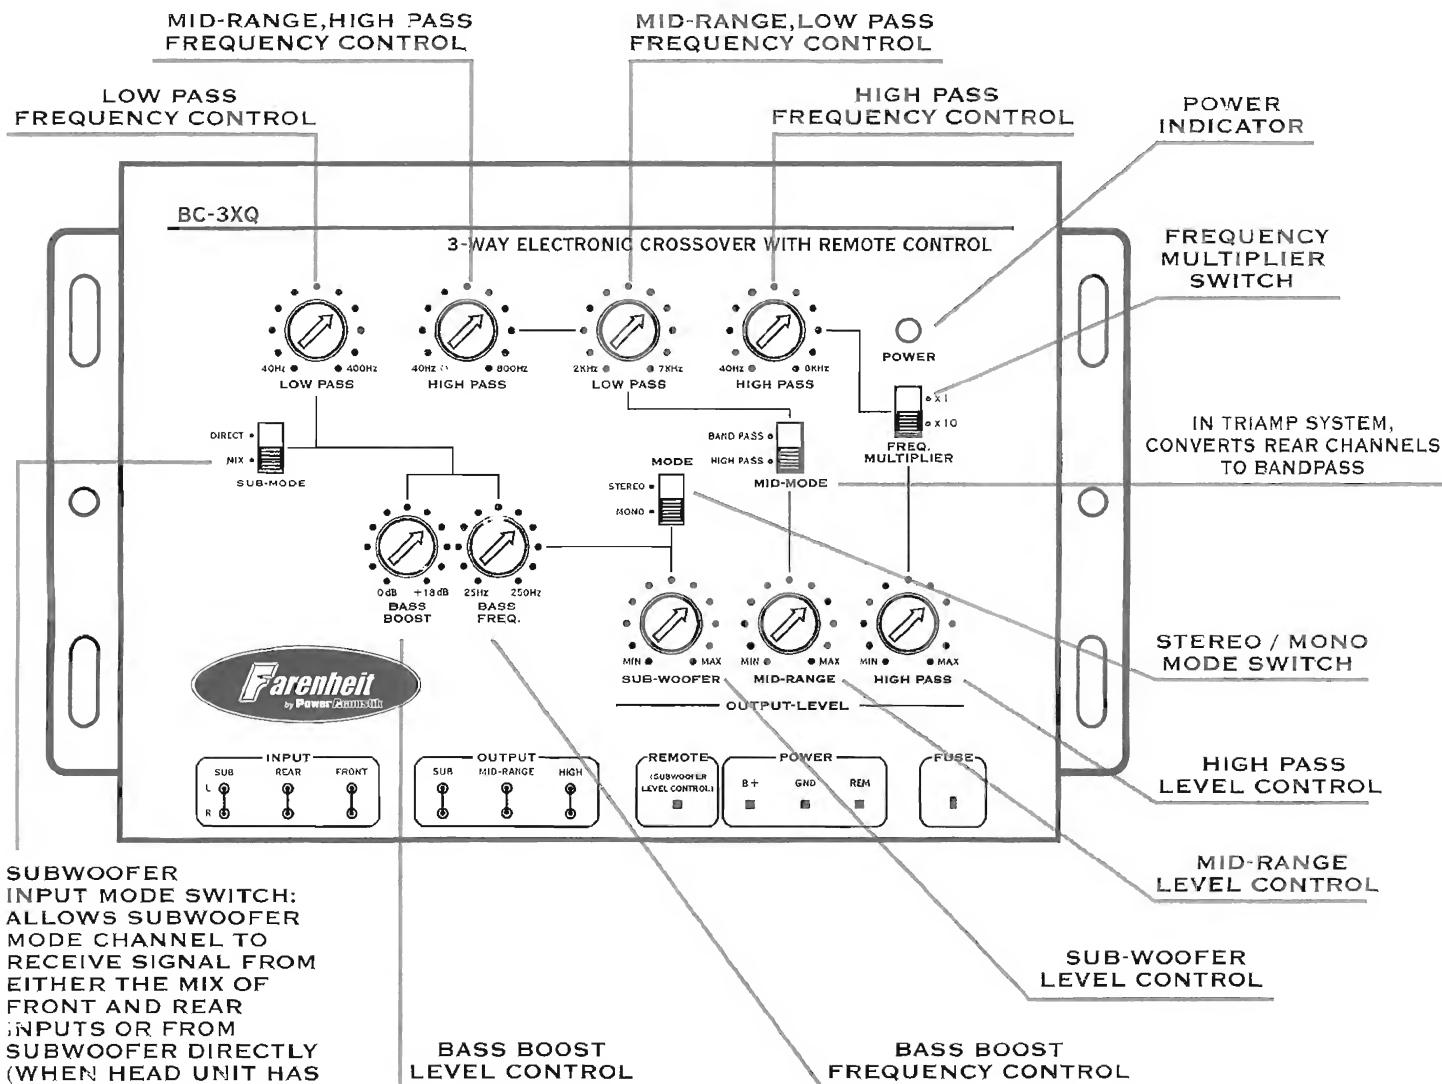 MID-RANGE,HIGH PASS
FREQUENCY CONTROL
MID-RANGE,LOW PASS
FREQUENCY CONTROL
LOW PASS
FREQUENCY CONTROL
HIGH PASS
FREQUENCY CONTROL
POWER
INDICATOR
BC-3XQ
3-WAY ELECTRONIC CROSSOVER WITH REMOTE CONTROL
FREQUENCY
MULTIPLIER
SWITCH
40Hz 400Hz
LOW PASS
40Hz 800Hz
HIGH PASS
2KHz 7KHz
LOW PASS
40Hz 8KHz
HIGH PASS
POWER
X1
X10
FREQ.
MULTIPLIER
DIRECT
MIX
SUB-MODE
BAND PASS
HIGH PASS
MID-MODE
MODE
STEREO
MONO
IN TRIAMP SYSTEM,
CONVERTS REAR CHANNELS
TO BANDPASS
0dB +18dB
BASS
BOOST
25Hz 250Hz
BASS
FREQ.
MIN MAX
SUB-WOOFER
MIN MAX
MID-RANGE
MIN MAX
HIGH PASS
OUTPUT-LEVEL
STEREO / MONO
MODE SWITCH
Farenheit
by Power Acoustik
INPUT
SUB REAR FRONT
L
R
OUTPUT
SUB MID-RANGE HIGH
REMOTE
(SUBWOOFER
LEVEL CONTROL)
POWER
B+ GND REM
FUSE
HIGH PASS
LEVEL CONTROL
MID-RANGE
LEVEL CONTROL
SUB-WOOFER
LEVEL CONTROL
SUBWOOFER
INPUT MODE SWITCH:
ALLOWS SUBWOOFER
MODE CHANNEL TO
RECEIVE SIGNAL FROM
EITHER THE MIX OF
FRONT AND REAR
INPUTS OR FROM
SUBWOOFER DIRECTLY
(WHEN HEAD UNIT HAS
BASS BOOST
LEVEL CONTROL
BASS BOOST
FREQUENCY CONTROL